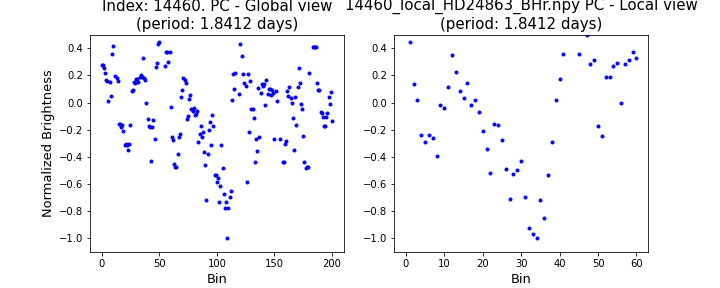 Index: 14460. PC - Global view
(period: 1.8412 days)
14460_local_HD24863_BHr.npy PC - Local view
(period: 1.8412 days)
Normalized Brightness
0.4
0.2
0.0
−0.2
−0.4
−0.6
−0.8
−1.0
0 50 100 150 200
Bin
0.4
0.2
0.0
−0.2
−0.4
−0.6
−0.8
−1.0
0 10 20 30 40 50 60
Bin